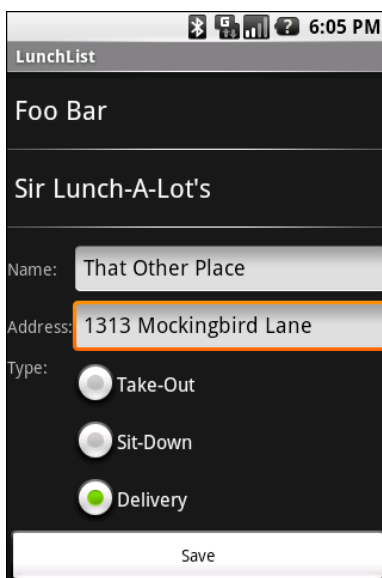 6:05 PM
LunchList
Foo Bar
Sir Lunch-A-Lot's
Name: That Other Place
Address: 1313 Mockingbird Lane
Type: Take-Out
Sit-Down
Delivery
Save